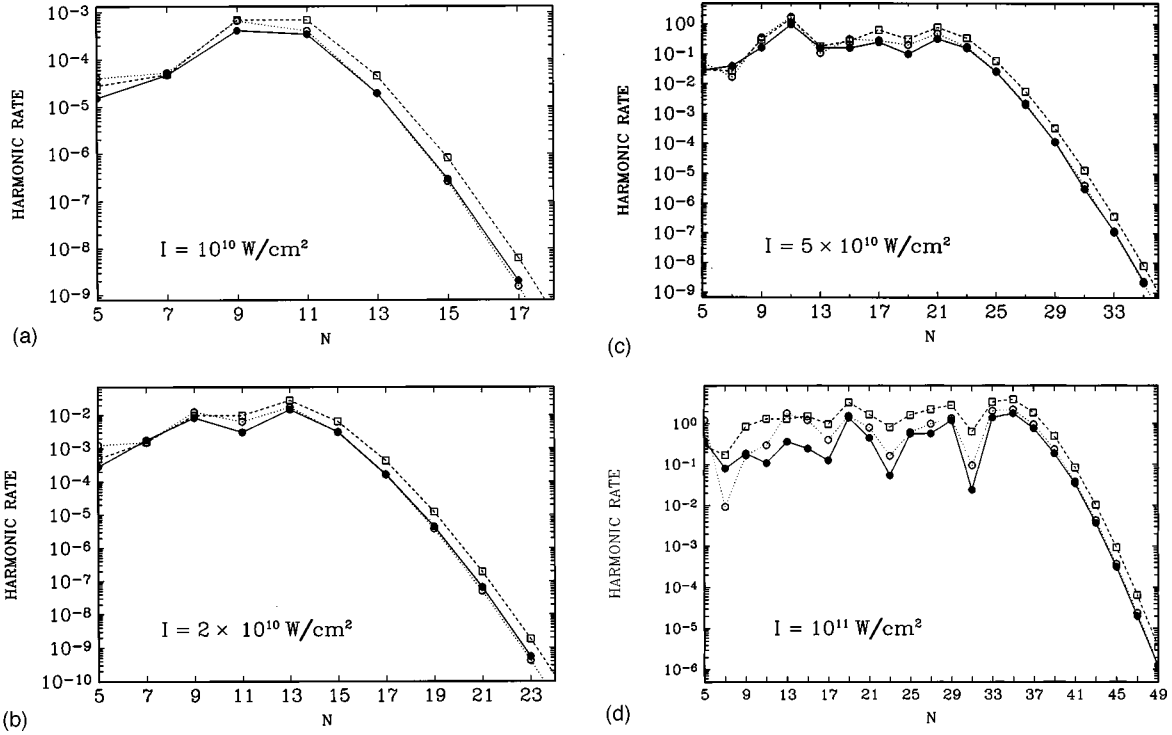 10⁻³
10⁻⁴
10⁻⁵
10⁻⁶
10⁻⁷
10⁻⁸
10⁻⁹
HARMONIC RATE
I = 10¹⁰ W/cm²
5 7 9 11 13 15 17
N
(a)
10⁻²
10⁻³
10⁻⁴
10⁻⁵
10⁻⁶
10⁻⁷
10⁻⁸
10⁻⁹
10⁻¹⁰
HARMONIC RATE
I = 2 × 10¹⁰ W/cm²
5 7 9 11 13 15 17 19 21 23
N
(b)
10⁰
10⁻¹
10⁻²
10⁻³
10⁻⁴
10⁻⁵
10⁻⁶
10⁻⁷
10⁻⁸
10⁻⁹
HARMONIC RATE
I = 5 × 10¹⁰ W/cm²
5 9 13 17 21 25 29 33
N
(c)
10⁰
10⁻¹
10⁻²
10⁻³
10⁻⁴
10⁻⁵
10⁻⁶
HARMONIC RATE
I = 10¹¹ W/cm²
5 9 13 17 21 25 29 33 37 41 45 49
N
(d)